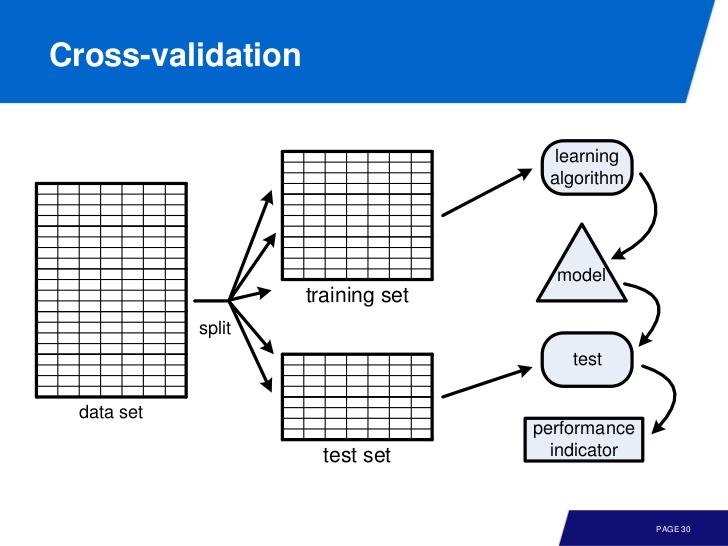 Cross-validation
learning
algorithm
model
training set
split
test
data set
performance
indicator
test set
PAGE 30